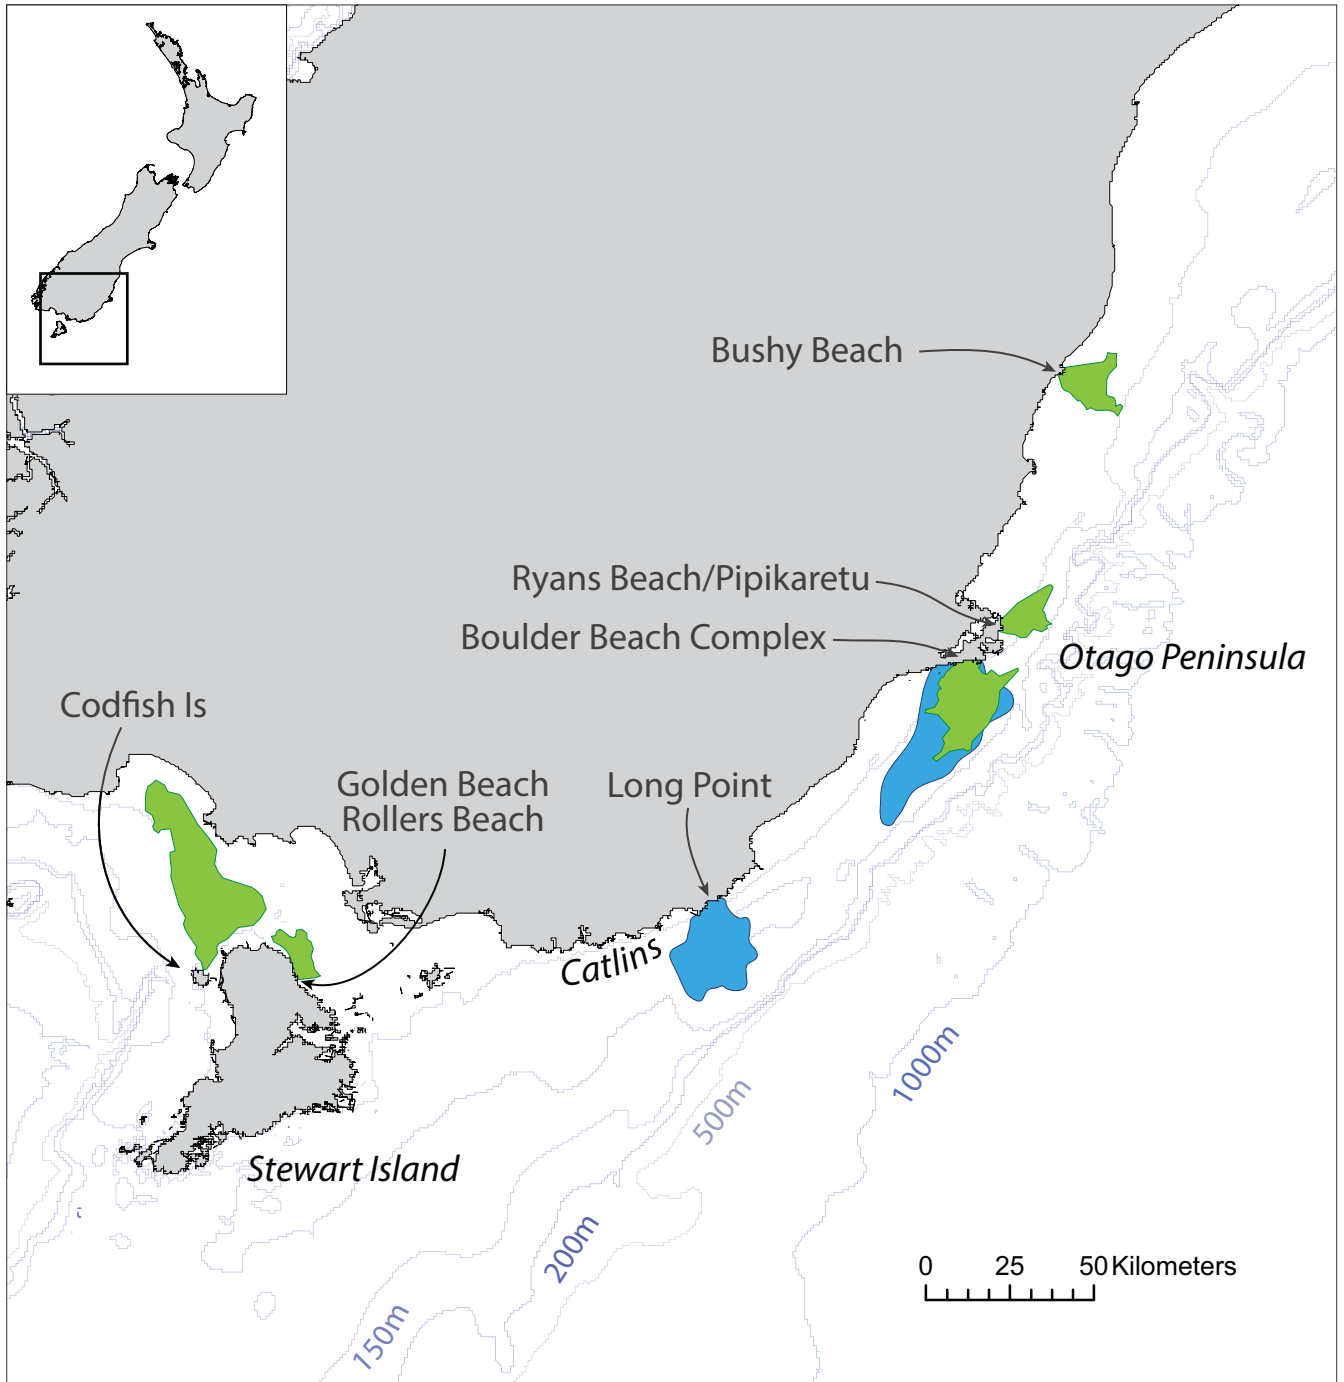 Bushy Beach
Ryans Beach/Pipikaretu
Boulder Beach Complex
Otago Peninsula
Codfish Is
Golden Beach
Rollers Beach
Long Point
Catlins
Stewart Island
1000m
500m
200m
150m
0 25 50 Kilometers